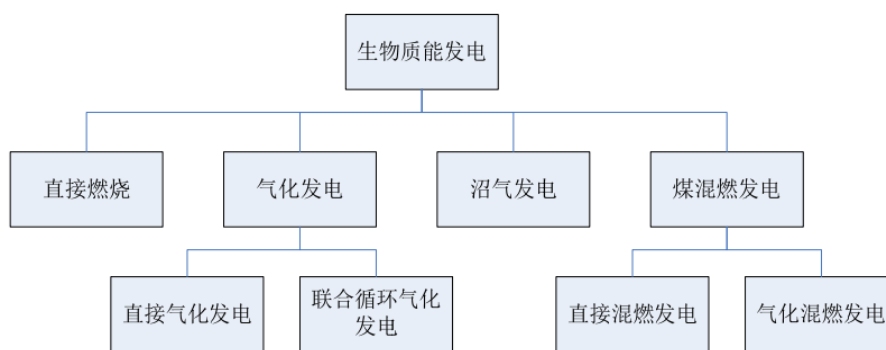 生物质能发电
直接燃烧
气化发电
沼气发电
煤混燃发电
直接气化发电
联合循环气化
发电
直接混燃发电
气化混燃发电